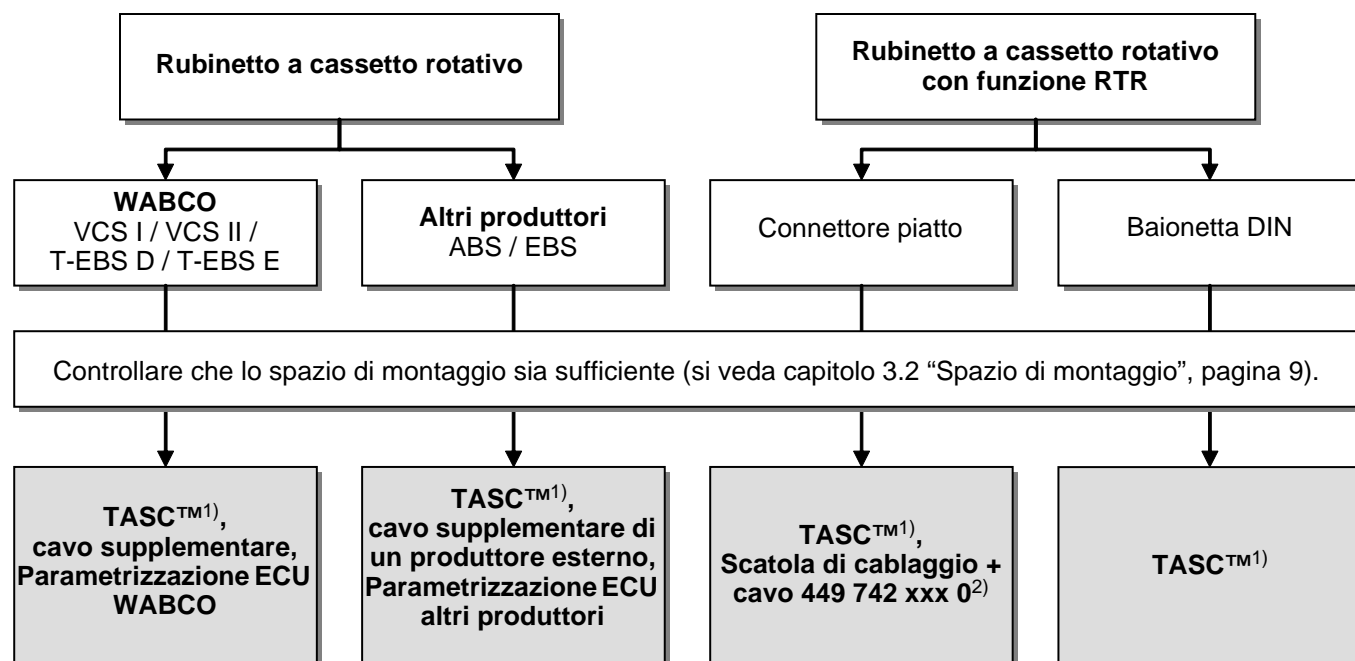 Rubinetto a cassetto rotativo
Rubinetto a cassetto rotativo
con funzione RTR
WABCO
VCS I / VCS II /
T-EBS D / T-EBS E
Altri produttori
ABS / EBS
Connettore piatto
Baionetta DIN
Controllare che lo spazio di montaggio sia sufficiente (si veda capitolo 3.2 “Spazio di montaggio”, pagina 9).
TASC™1),
cavo supplementare,
Parametrizzazione ECU
WABCO
TASC™1),
cavo supplementare di
un produttore esterno,
Parametrizzazione ECU
altri produttori
TASC™1),
Scatola di cablaggio +
cavo 449 742 xxx 02)
TASC™1)